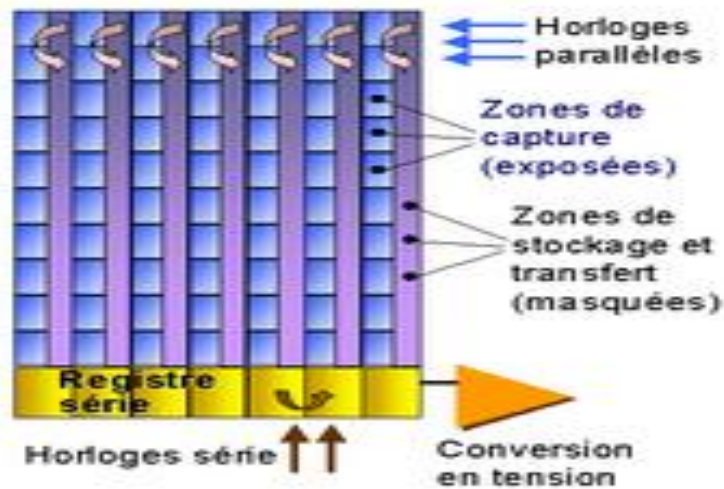 Horloges
parallèles
Zones de
capture
(exposées)
Zones de
stockage et
transfert
(masquées)
Registre
série
Horloges série
Conversion
en tension